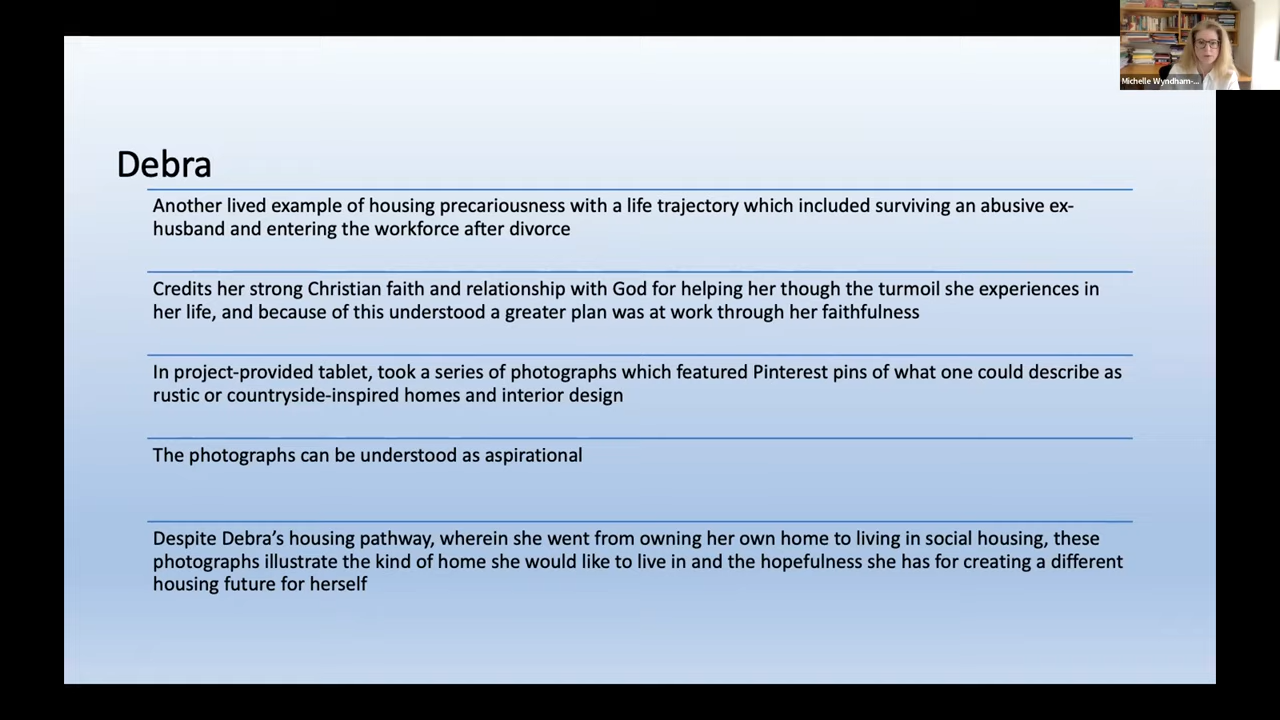 Michelle Wyndham-...
Debra
Another lived example of housing precariousness with a life trajectory which included surviving an abusive ex-
husband and entering the workforce after divorce
Credits her strong Christian faith and relationship with God for helping her though the turmoil she experiences in
her life, and because of this understood a greater plan was at work through her faithfulness
In project-provided tablet, took a series of photographs which featured Pinterest pins of what one could describe as
rustic or countryside-inspired homes and interior design
The photographs can be understood as aspirational
Despite Debra’s housing pathway, wherein she went from owning her own home to living in social housing, these
photographs illustrate the kind of home she would like to live in and the hopefulness she has for creating a different
housing future for herself